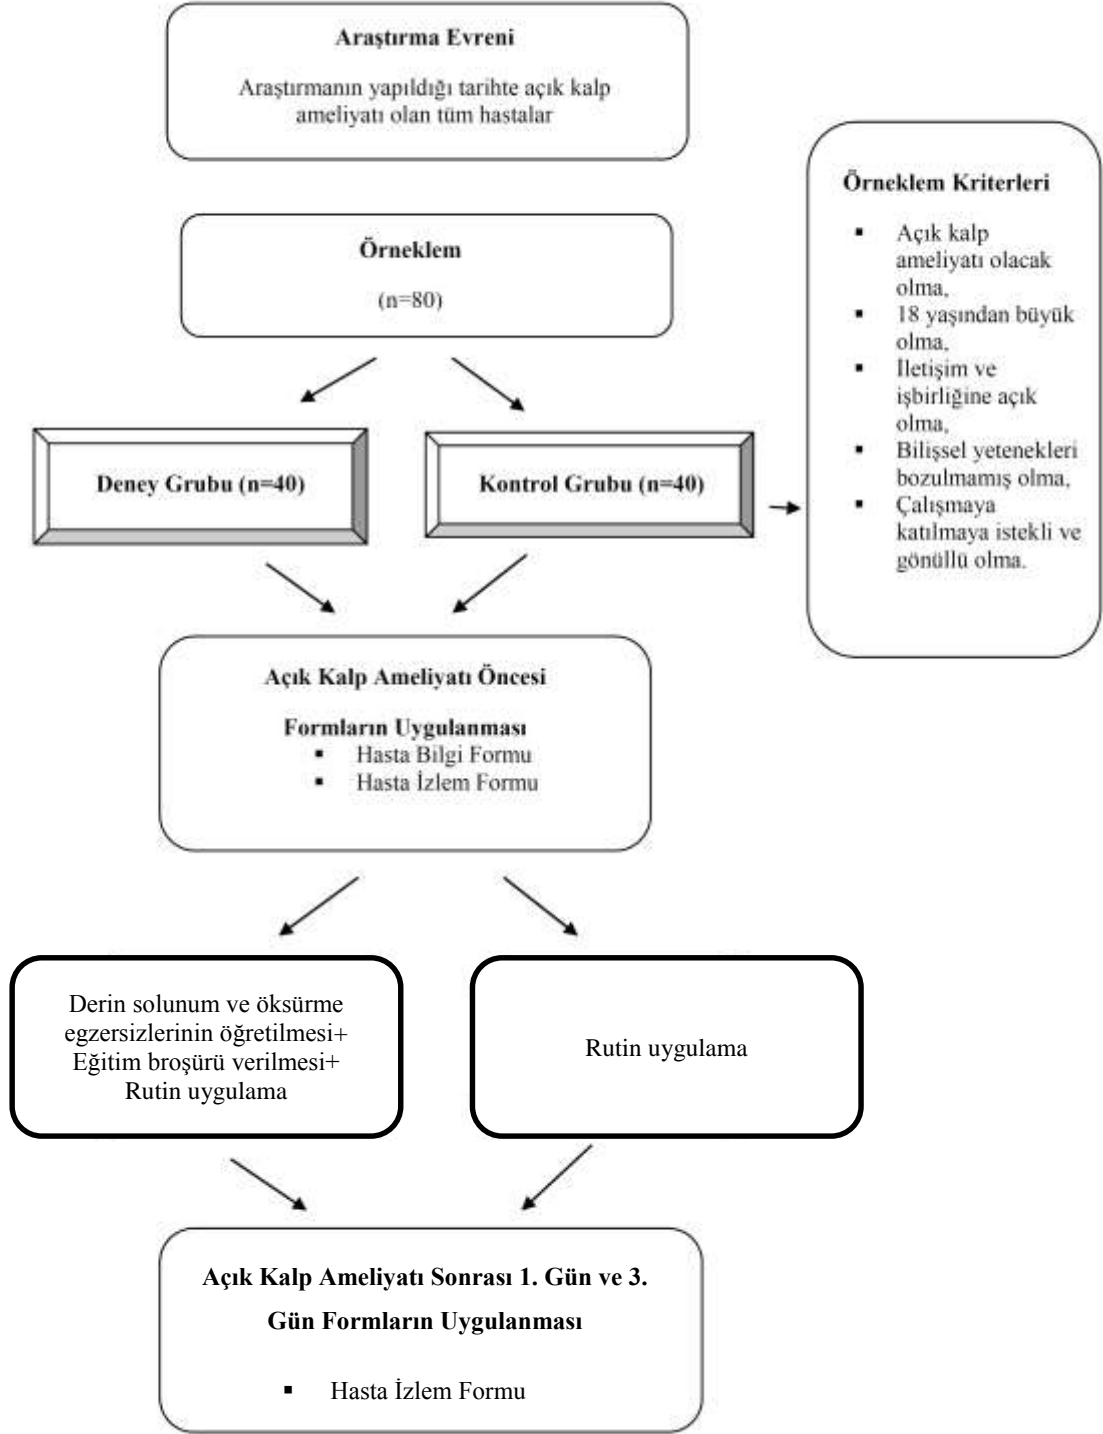 Araştırma Evreni
Araştırmanın yapıldığı tarihte açık kalp
ameliyatı olan tüm hastalar
Örneklem
(n=80)
Örneklem Kriterleri
▪ Açık kalp
ameliyatı olacak
olma,
▪ 18 yaşından büyük
olma,
▪ İletişim ve
işbirliğine açık
olma,
▪ Bilişsel yetenekleri
bozulmamış olma,
▪ Çalışmaya
katılmaya istekli ve
gönüllü olma.
Deney Grubu (n=40)
Kontrol Grubu (n=40)
Açık Kalp Ameliyatı Öncesi
Formların Uygulanması
▪ Hasta Bilgi Formu
▪ Hasta İzlem Formu
Derin solunum ve öksürme
egzersizlerinin öğretilmesi+
Eğitim broşürü verilmesi+
Rutin uygulama
Rutin uygulama
Açık Kalp Ameliyatı Sonrası 1. Gün ve 3.
Gün Formların Uygulanması
▪ Hasta İzlem Formu